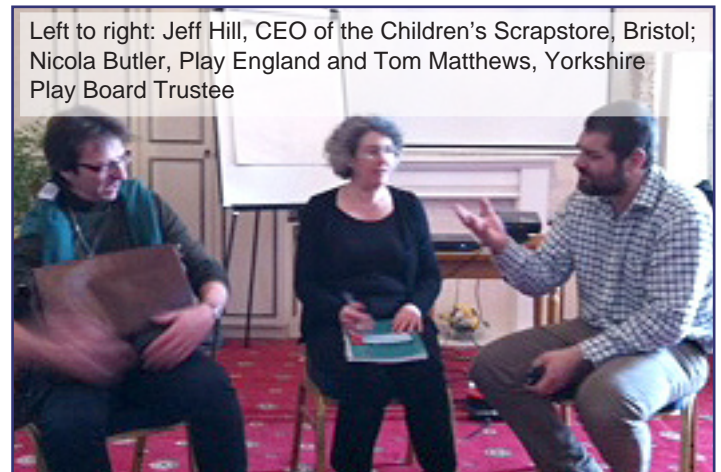 Left to right: Jeff Hill, CEO of the Children’s Scrapstore, Bristol;
Nicola Butler, Play England and Tom Matthews, Yorkshire
Play Board Trustee